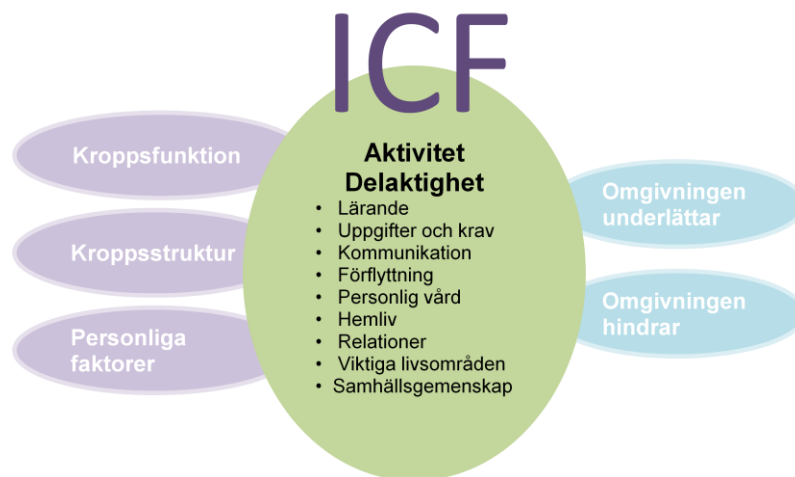 ICF
Kroppsfunktion
Kroppsstruktur
Personliga
faktorer
Aktivitet
Delaktighet
• Lärande
• Uppgifter och krav
• Kommunikation
• Förflyttning
• Personlig vård
• Hemliv
• Relationer
• Viktiga livsområden
• Samhällsgemenskap
Omgivningen
underlättar
Omgivningen
hindrar